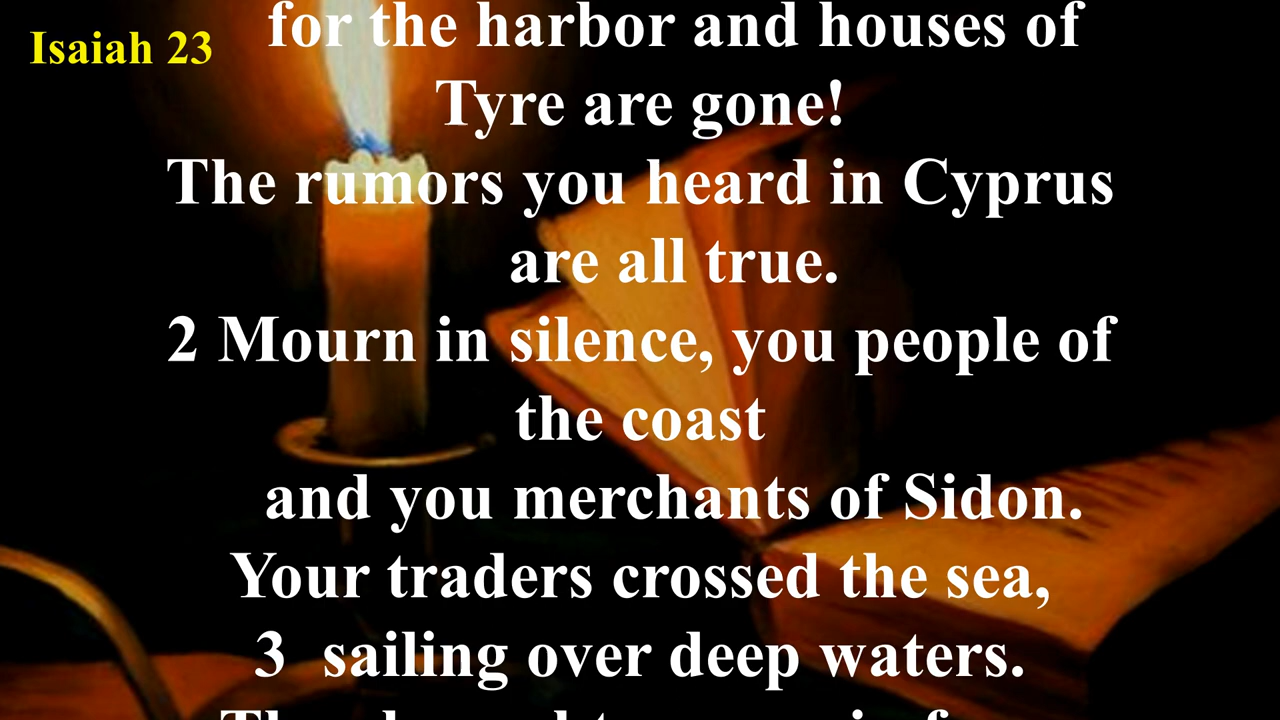 Isaiah 23
for the harbor and houses of
Tyre are gone!
The rumors you heard in Cyprus
are all true.
2 Mourn in silence, you people of
the coast
and you merchants of Sidon.
Your traders crossed the sea,
3 sailing over deep waters.